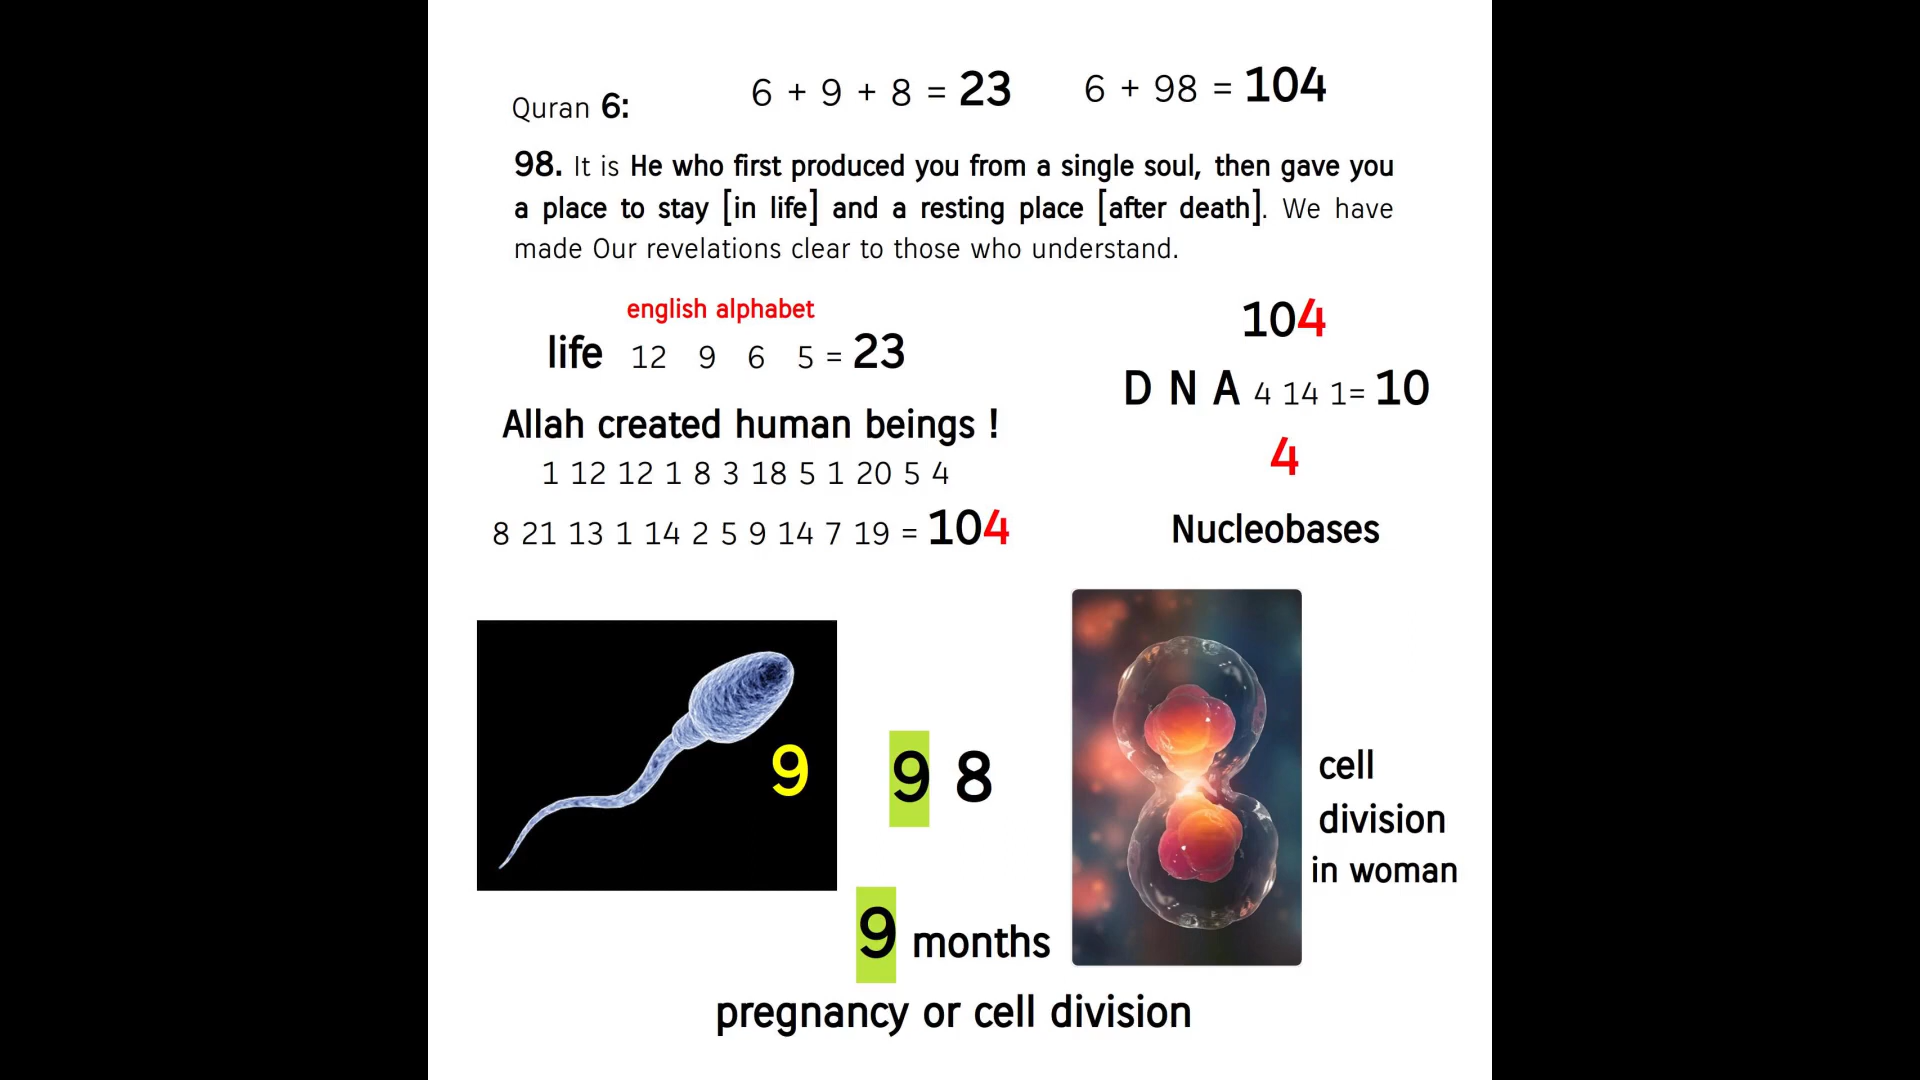 Quran 6: 6 + 9 + 8 = 23 6 + 98 = 104
98. It is He who first produced you from a single soul, then gave you
a place to stay [in life] and a resting place [after death]. We have
made Our revelations clear to those who understand.
english alphabet
life 12 9 6 5 = 23
Allah created human beings !
1 12 12 1 8 3 18 5 1 20 5 4
8 21 13 1 14 2 5 9 14 7 19 = 104
104
D N A 4 14 1= 10
4
Nucleobases
9
9 8
cell
division
in woman
9 months
pregnancy or cell division